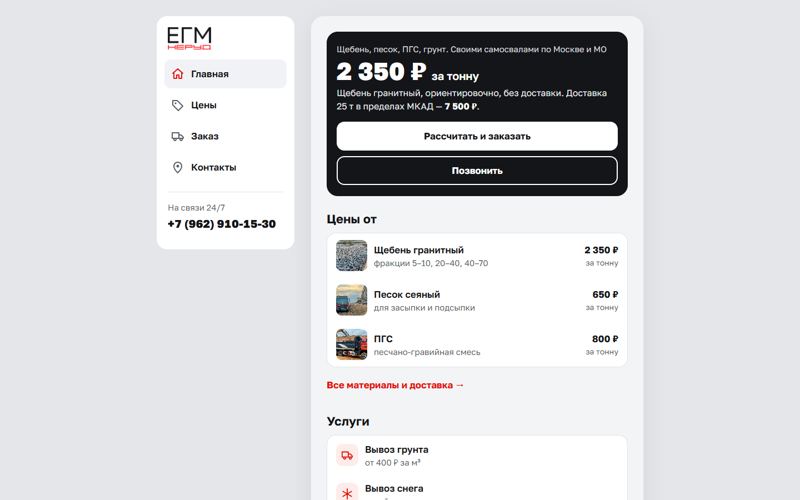 ЕГМ
НЕРУД
Главная
Цены
Заказ
Контакты
На связи 24/7
+7 (962) 910-15-30
Щебень, песок, ПГС, грунт. Своими самосвалами по Москве и МО
2 350 ₽ за тонну
Щебень гранитный, ориентировочно, без доставки. Доставка
25 т в пределах МКАД — 7 500 ₽.
Рассчитать и заказать
Позвонить
Цены от
Щебень гранитный
2 350 ₽
фракции 5–10, 20–40, 40–70
за тонну
Песок сеяный
650 ₽
для засыпки и подсыпки
за тонну
ПГС
800 ₽
песчано-гравийная смесь
за тонну
Все материалы и доставка →
Услуги
Вывоз грунта
от 400 ₽ за м³
Вывоз снега